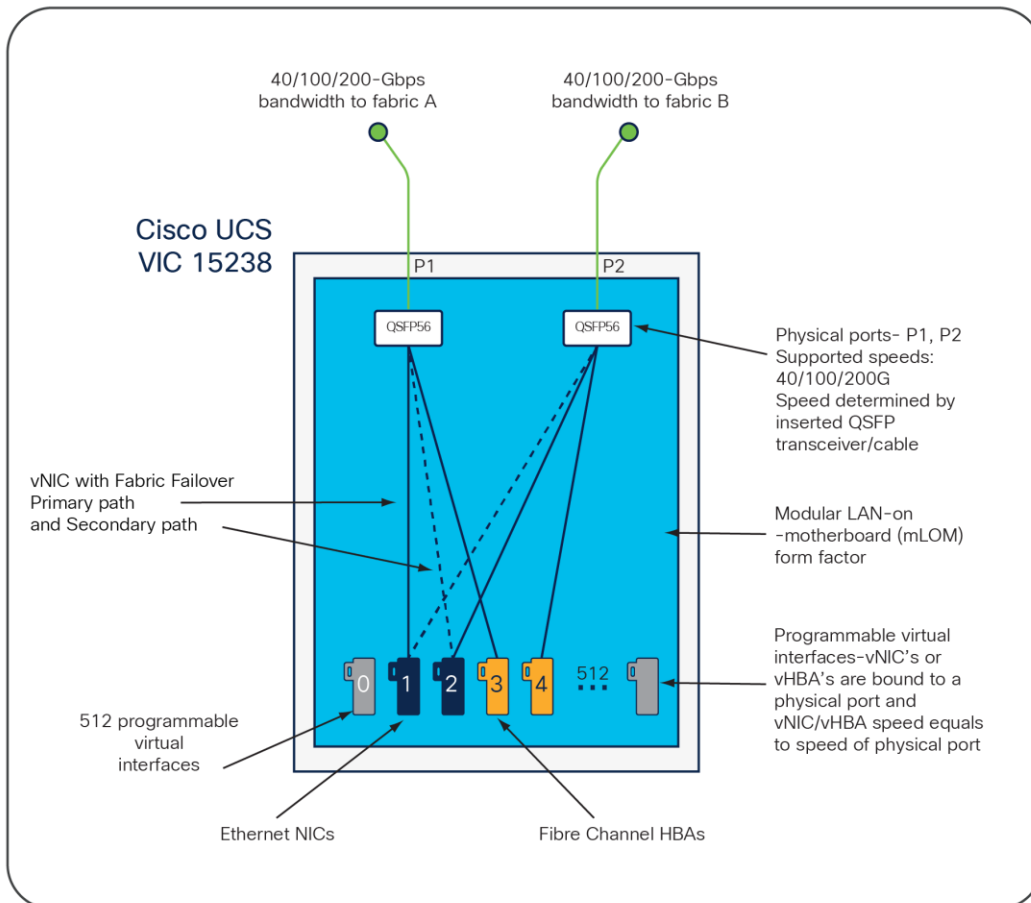 40/100/200-Gbps
bandwidth to fabric A
40/100/200-Gbps
bandwidth to fabric B
Cisco UCS
VIC 15238
P1
P2
QSFP56
QSFP56
Physical ports- P1, P2
Supported speeds:
40/100/200G
Speed determined by
inserted QSFP
transceiver/cable
vNIC with Fabric Failover
Primary path
and Secondary path
Modular LAN-on
-motherboard (mLOM)
form factor
Programmable virtual
interfaces-vNIC's or
vHBA's are bound to a
physical port and
vNIC/vHBA speed equals
to speed of physical port
0
1
2
3
4
512
512 programmable
virtual
interfaces
Ethernet NICs
Fibre Channel HBAs